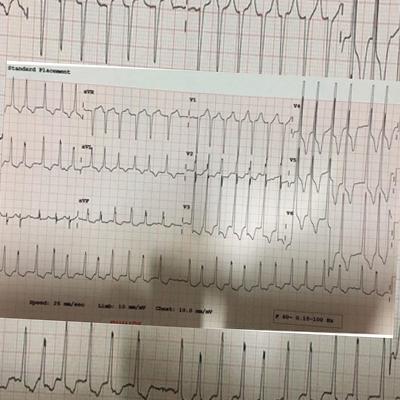 Standard Placement
aVR
V1
V4
aVL
V2
V5
aVF
V3
V6
Speed: 25 mm/sec Limb: 10 mm/mV Chest: 10.0 mm/mV
F 60~ 0.15-100 Hz